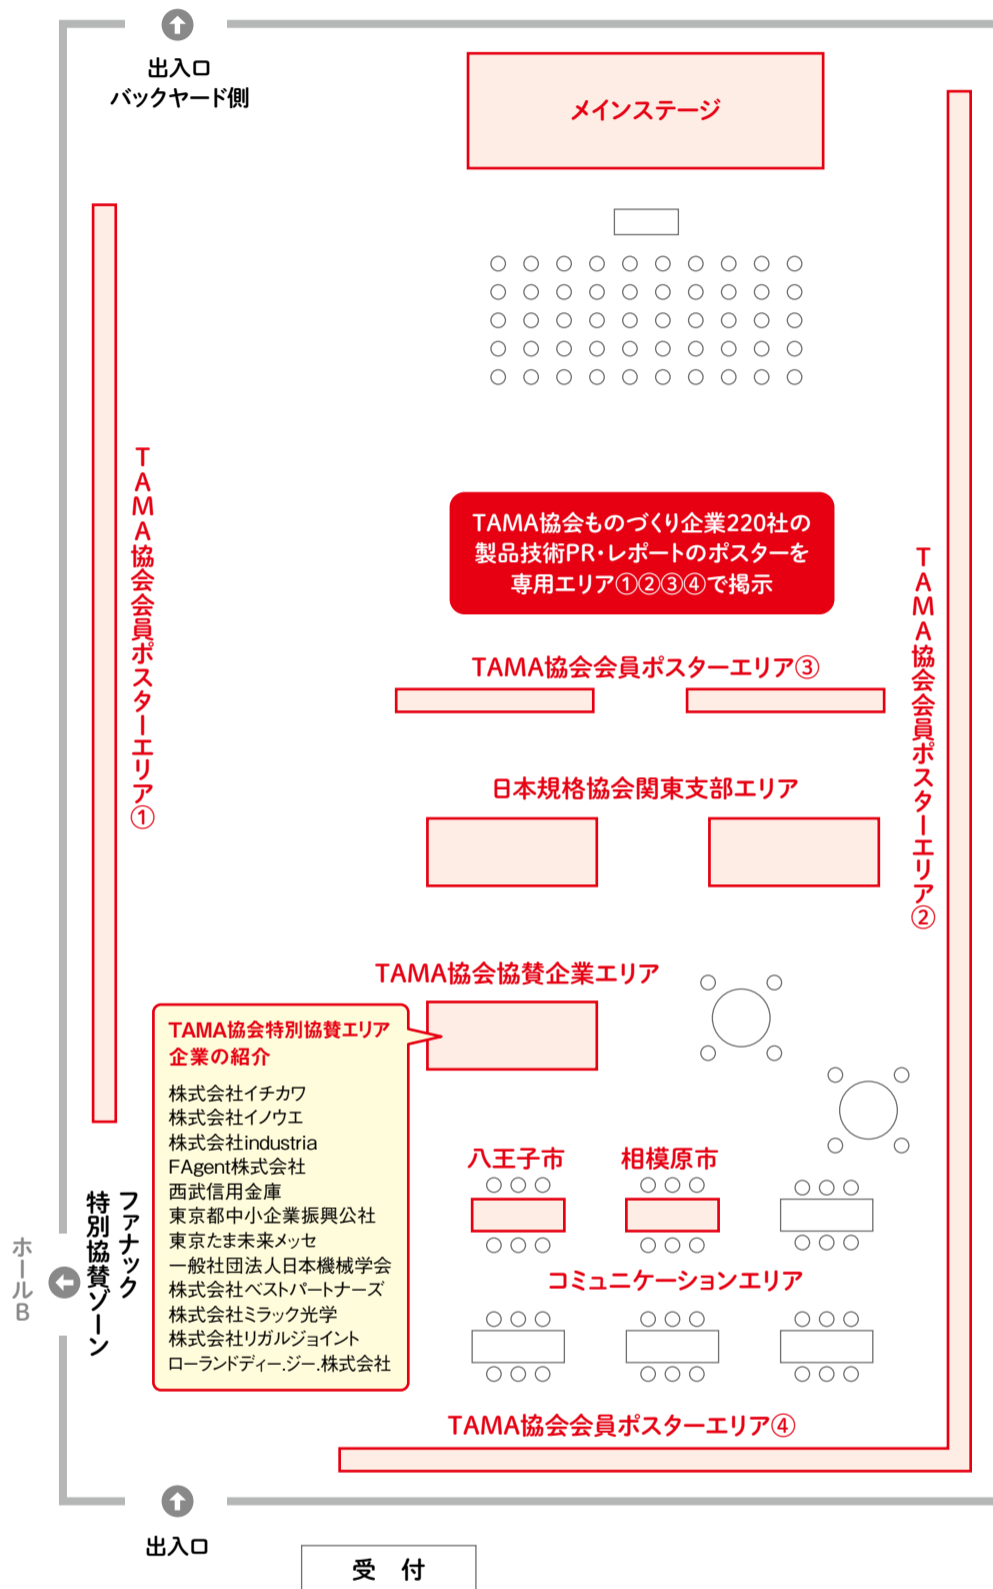 出入口
バックヤード側
メインステージ
TAMA協会会員ポスターエリア①
TAMA協会ものづくり企業220社の
製品技術PR・レポートのポスターを
専用エリア①②③④で掲示
TAMA協会会員ポスターエリア②
TAMA協会会員ポスターエリア③
日本規格協会関東支部エリア
TAMA協会協賛企業エリア
TAMA協会特別協賛エリア
企業の紹介
株式会社イチカワ
株式会社イノウエ
株式会社industria
FAgent株式会社
西武信用金庫
東京都中小企業振興公社
東京たま未来メッセ
一般社団法人日本機械学会
株式会社ベストパートナーズ
株式会社ミラック光学
株式会社リガルジョイント
ローランドディー.ジー.株式会社
八王子市
相模原市
コミュニケーションエリア
ファナック
特別協賛ゾーン
ホールB
TAMA協会会員ポスターエリア④
出入口
受 付